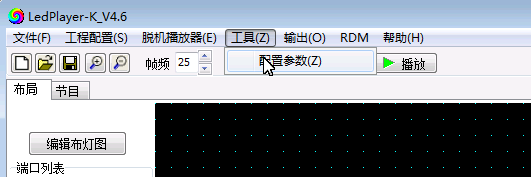 LedPlayer-K_V4.6
文件(F) 工程配置(S) 脱机播放器(E) 工具(Z) 输出(O) RDM 帮助(H)
帧频 25 配置参数(Z) 播放
布局 节目
编辑布灯图
端口列表